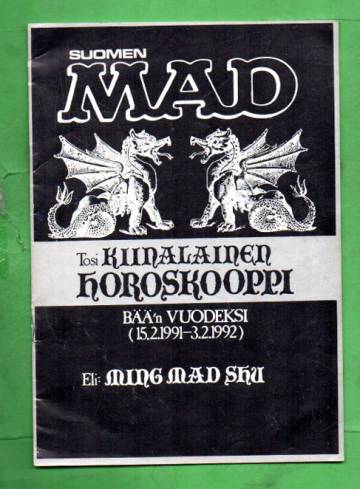 SUOMEN
MAD
Tosi KIINALAINEN
HOROSKOOPPI
BÄÄ'n VUODEKSI
(15.2.1991–3.2.1992)
Eli: MING MAD SHU